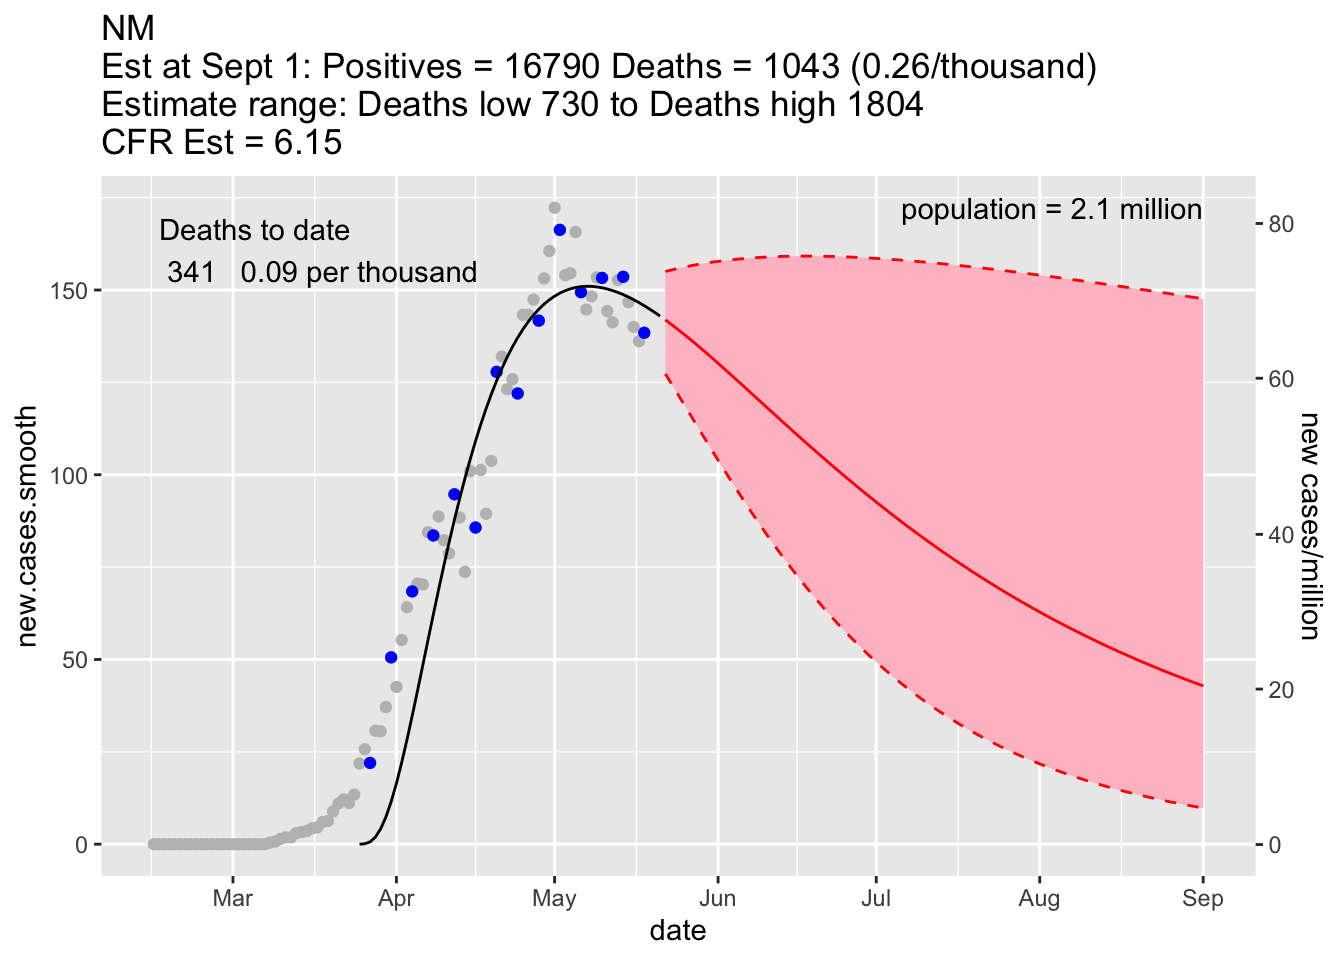 NM
Est at Sept 1: Positives = 16790 Deaths = 1043 (0.26/thousand)
Estimate range: Deaths low 730 to Deaths high 1804
CFR Est = 6.15
Deaths to date
341 0.09 per thousand
population = 2.1 million
new.cases.smooth
150
100
50
0
80
60
40
20
0
new cases/million
Mar Apr May Jun Jul Aug Sep
date